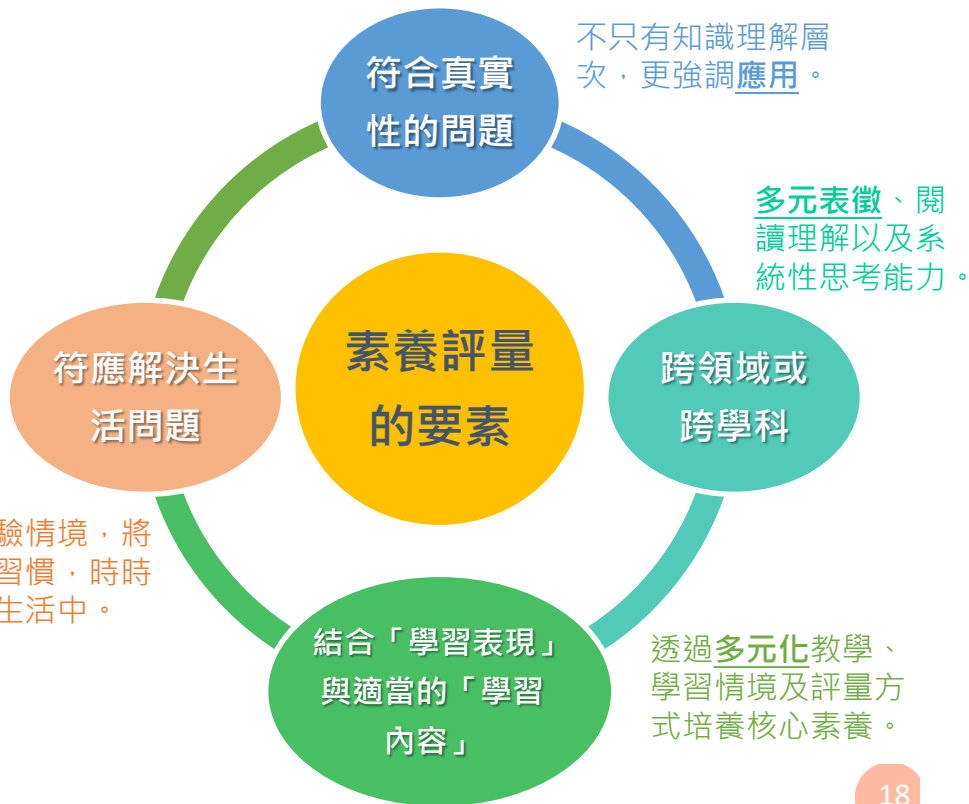 符合真實
性的問題
不只有知識理解層
次，更強調應用。
多元表徵、閱
讀理解以及系
統性思考能力。
素養評量
的要素
符應解決生
活問題
跨領域或
跨學科
驗情境，將
習慣，時時
生活中。
結合「學習表現」
與適當的「學習
內容」
透過多元化教學、
學習情境及評量方
式培養核心素養。
18